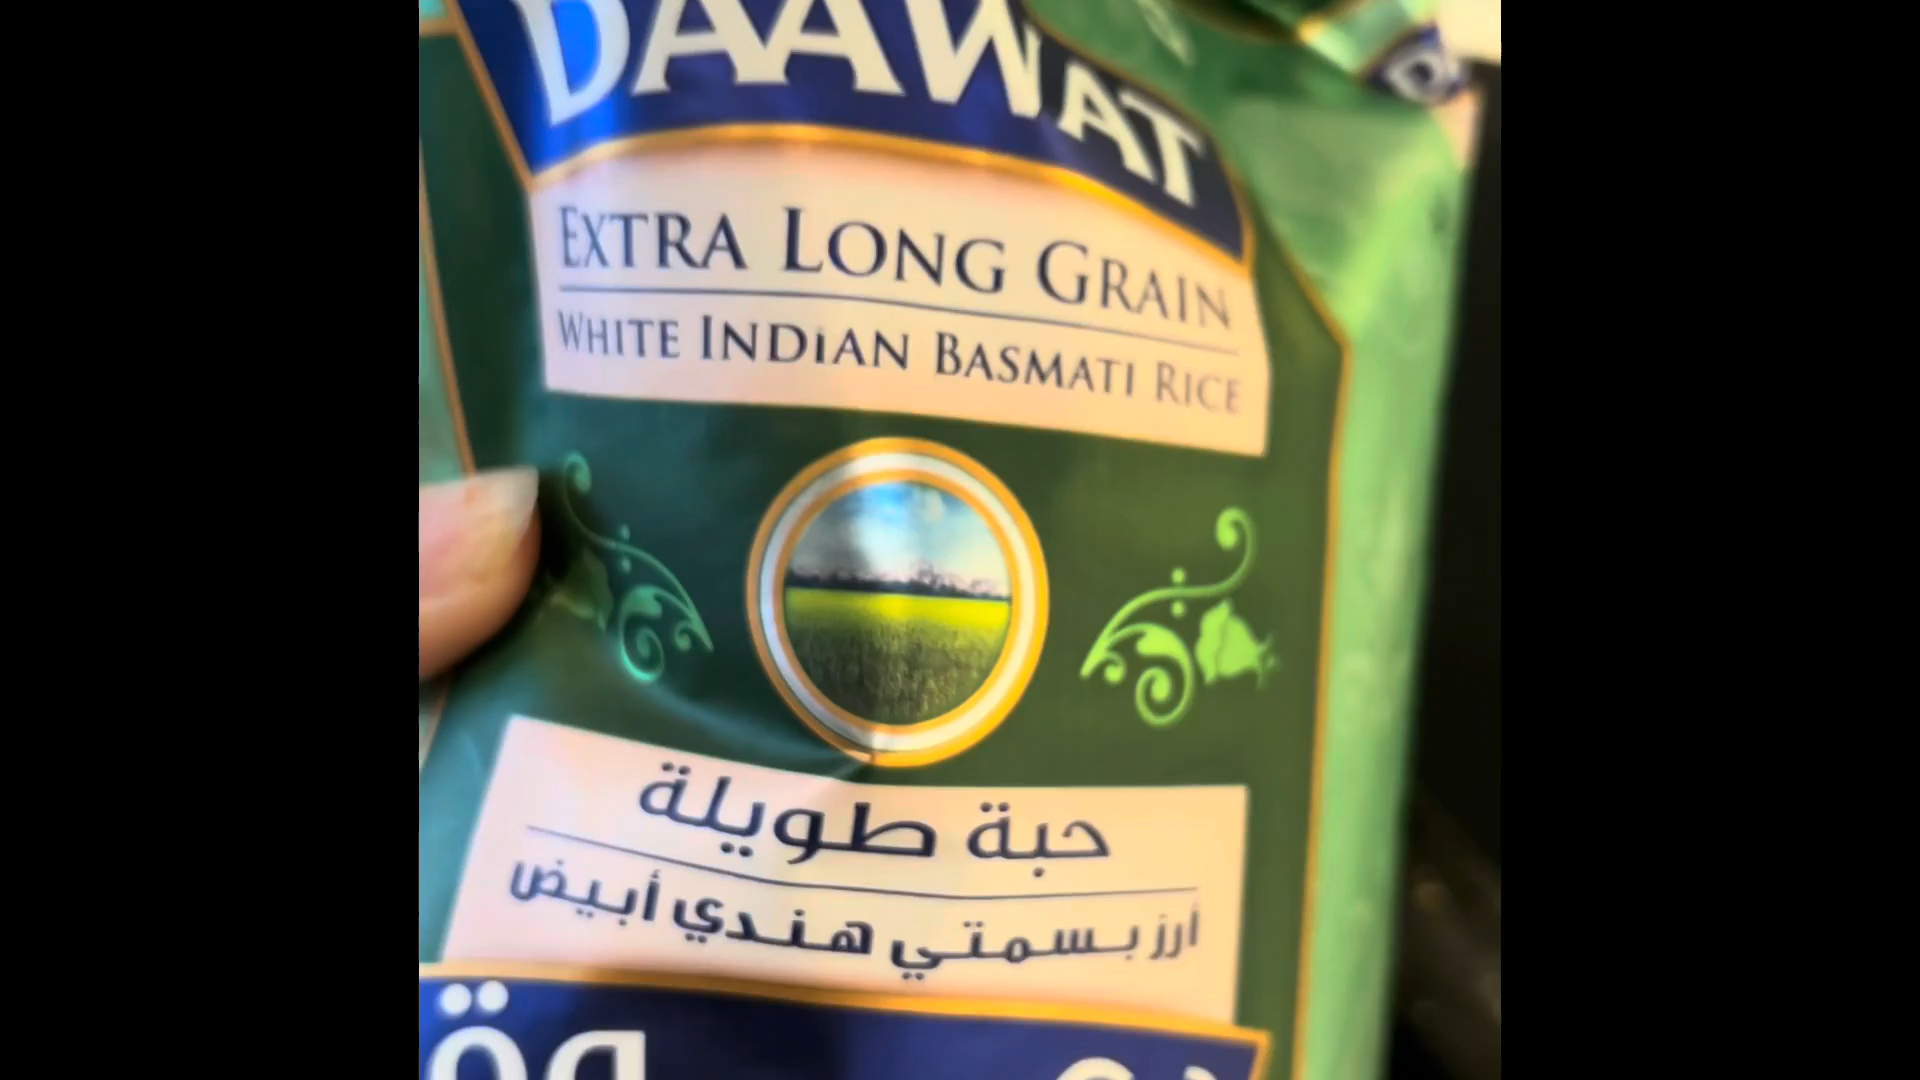 DAAWAT
EXTRA LONG GRAIN
WHITE INDiAN BASMATI RICE
حبة طويلة
أرز بسمتي هندي أبيض